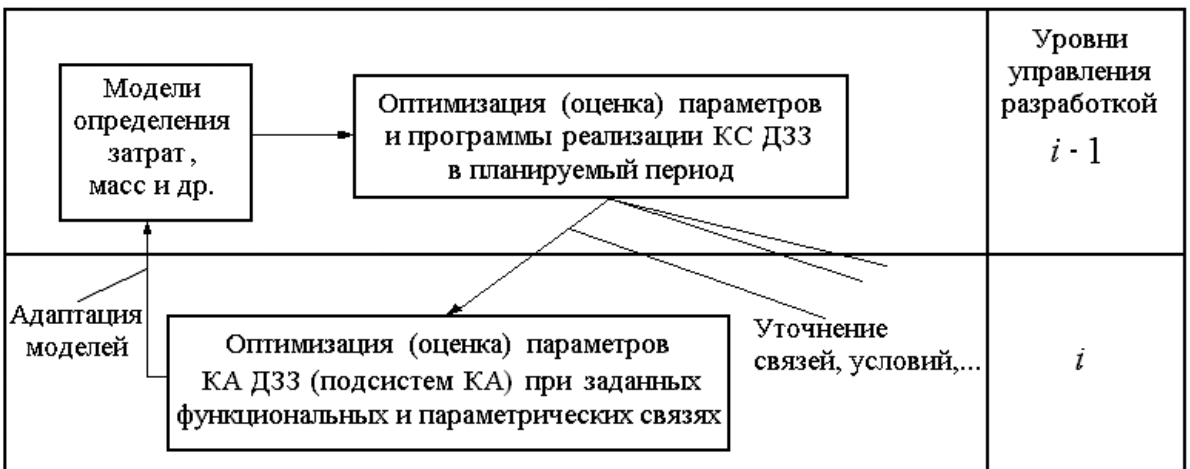 Модели
определения
затрат ,
масс и др.
Оптимизация (оценка) параметров
и программы реализации КС ДЗЗ
в планируемый период
Уровни
управления
разработкой
i - 1
Адаптация
моделей
Оптимизация (оценка) параметров
КА ДЗЗ (подсистем КА) при заданных
функциональных и параметрических связях
Уточнение
связей, условий,...
i